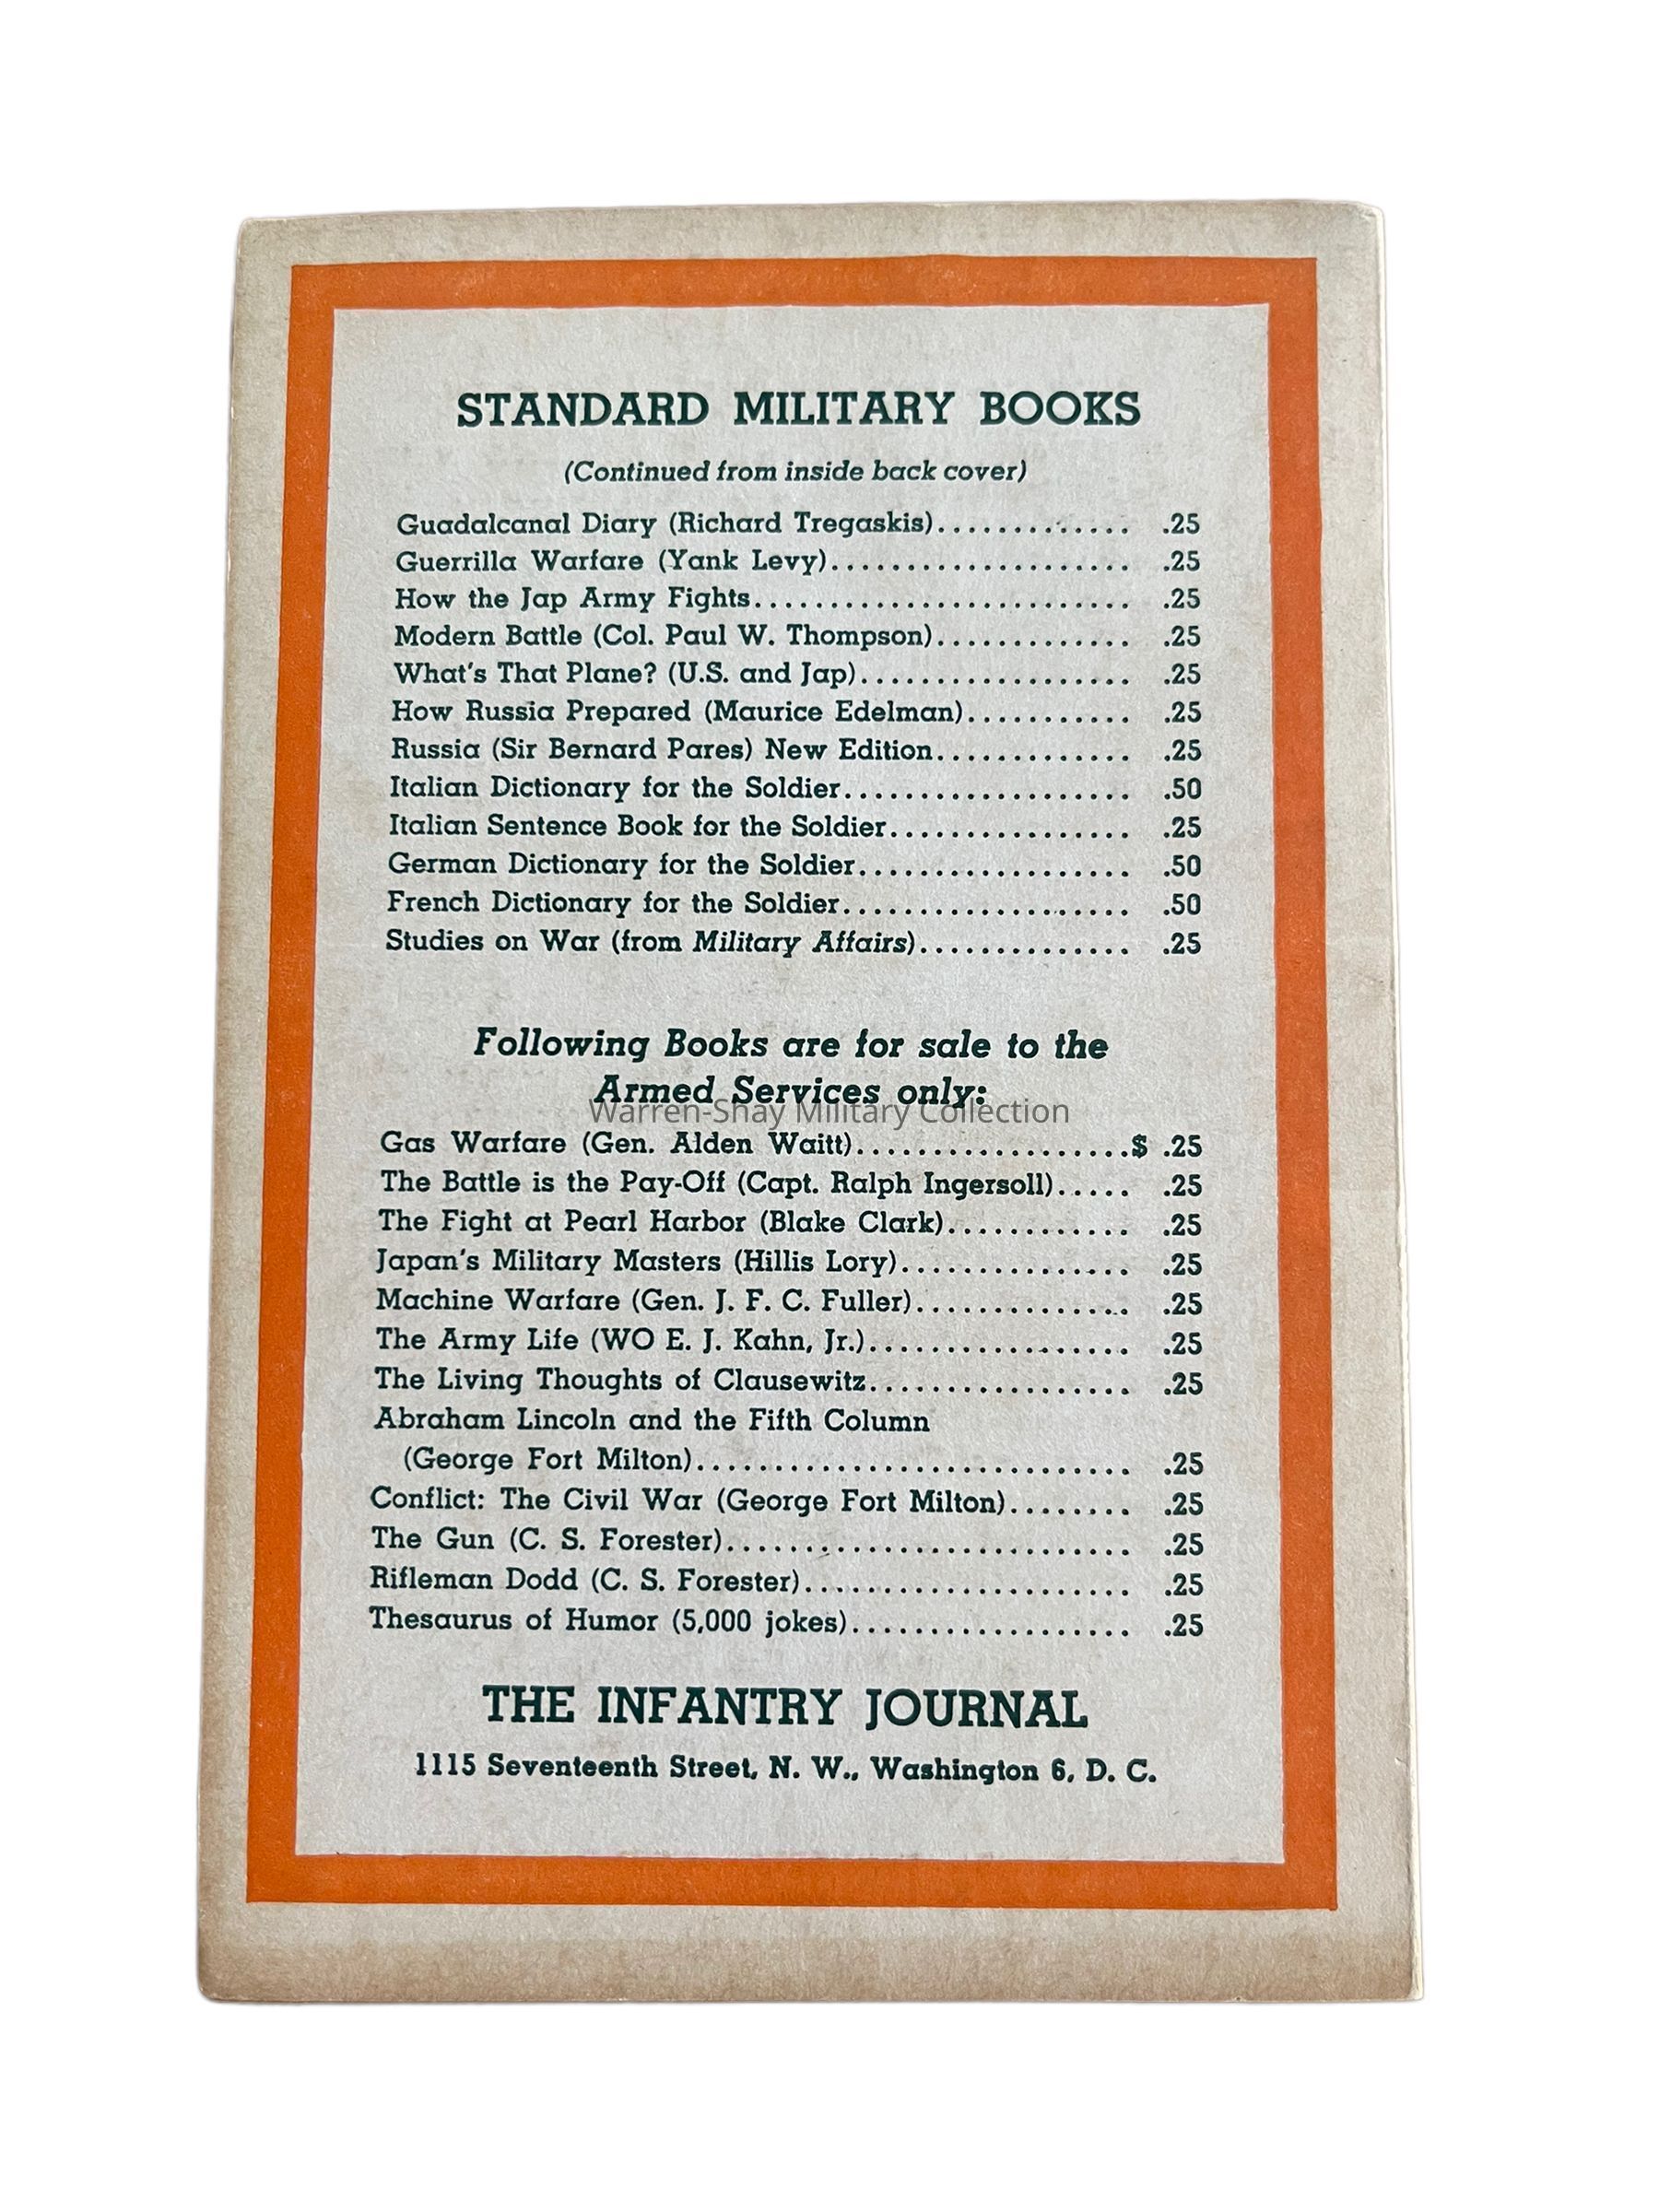 STANDARD MILITARY BOOKS
(Continued from inside back cover)
Guadalcanal Diary (Richard Tregaskis)............. .25
Guerrilla Warfare (Yank Levy).................... .25
How the Jap Army Fights......................... .25
Modern Battle (Col. Paul W. Thompson)............. .25
What's That Plane? (U.S. and Jap).................. .25
How Russia Prepared (Maurice Edelman)........... .25
Russia (Sir Bernard Pares) New Edition............. .25
Italian Dictionary for the Soldier................... .50
Italian Sentence Book for the Soldier................ .25
German Dictionary for the Soldier.................. .50
French Dictionary for the Soldier................... .50
Studies on War (from Military Affairs).............. .25
Following Books are for sale to the
Armed Services only:
Warren-Shay Military Collection
Gas Warfare (Gen. Alden Waitt)..................$ .25
The Battle is the Pay-Off (Capt. Ralph Ingersoll)..... .25
The Fight at Pearl Harbor (Blake Clark)............ .25
Japan's Military Masters (Hillis Lory)............... .25
Machine Warfare (Gen. J. F. C. Fuller).............. .25
The Army Life (WO E. J. Kahn, Jr.)................. .25
The Living Thoughts of Clausewitz................. .25
Abraham Lincoln and the Fifth Column
(George Fort Milton)............................ .25
Conflict: The Civil War (George Fort Milton)........ .25
The Gun (C. S. Forester).......................... .25
Rifleman Dodd (C. S. Forester)..................... .25
Thesaurus of Humor (5,000 jokes).................. .25
THE INFANTRY JOURNAL
1115 Seventeenth Street, N. W., Washington 6, D. C.